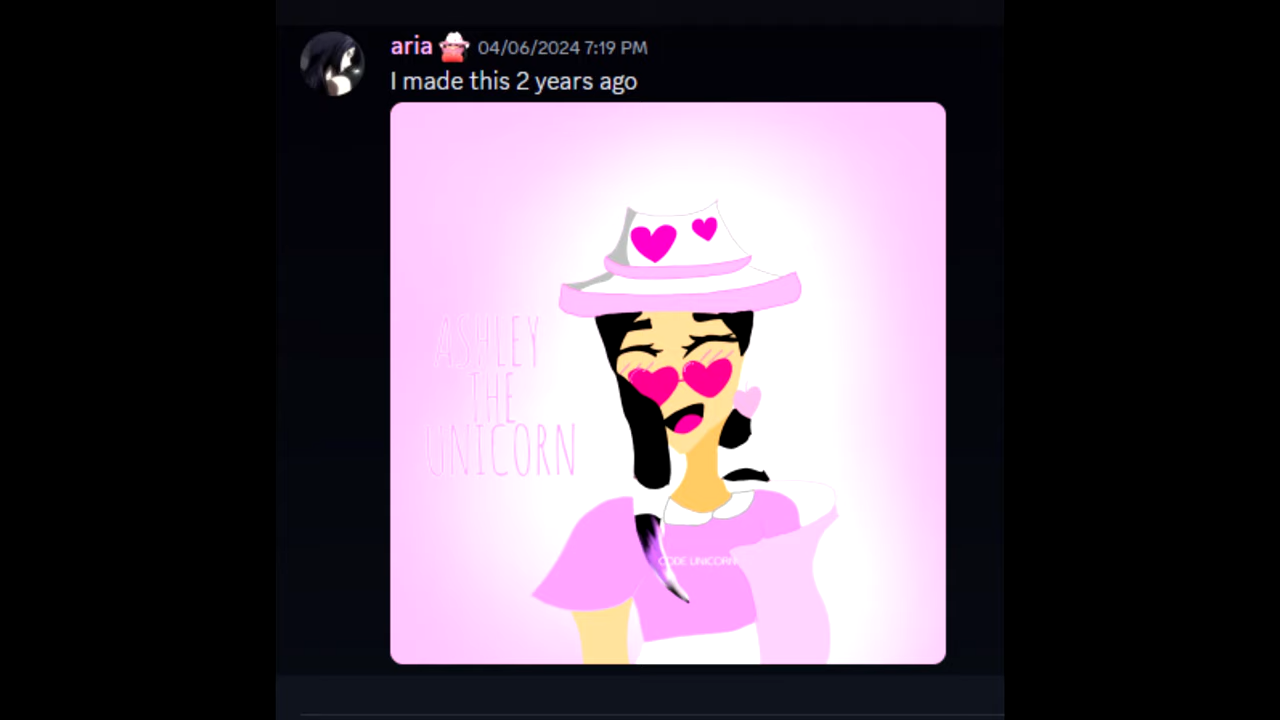 aria 04/06/2024 7:19 PM
I made this 2 years ago
ASHLEY
THE
UNICORN
CODE UNICORN